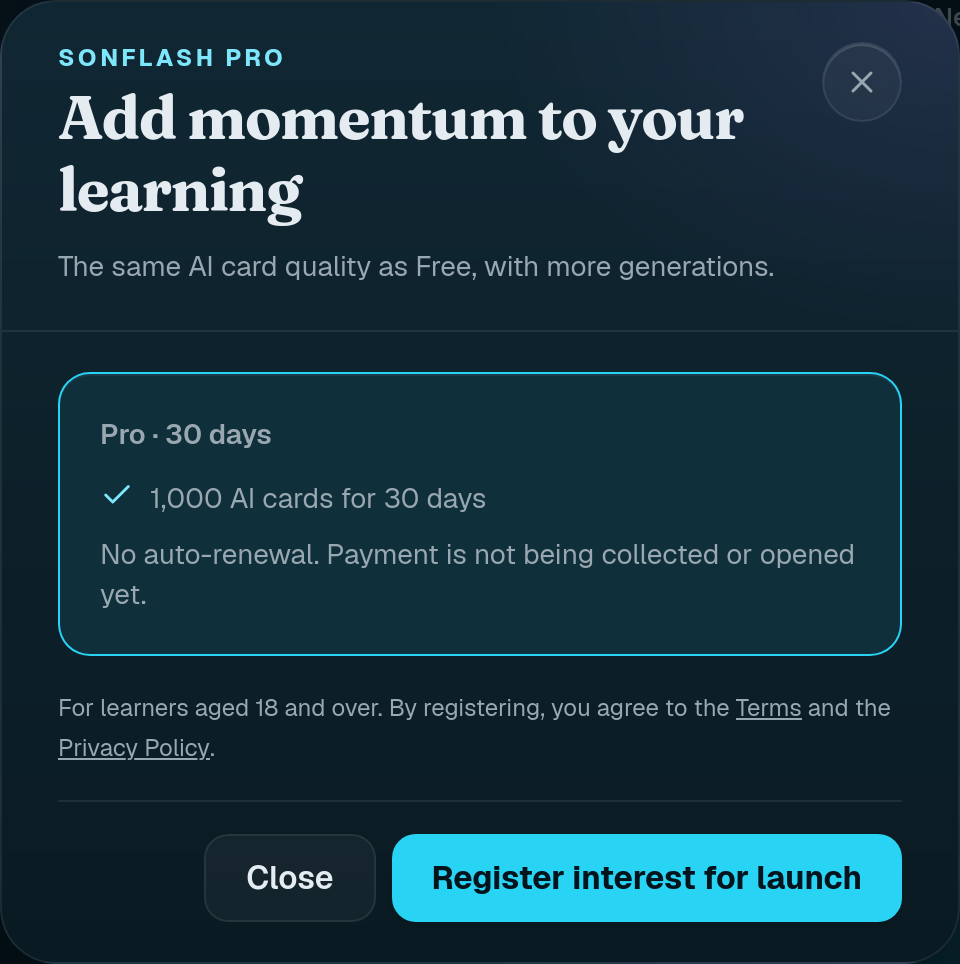 SONFLASH PRO
Add momentum to your
learning
The same AI card quality as Free, with more generations.
Pro · 30 days
1,000 AI cards for 30 days
No auto-renewal. Payment is not being collected or opened
yet.
For learners aged 18 and over. By registering, you agree to the Terms and the
Privacy Policy.
Close
Register interest for launch